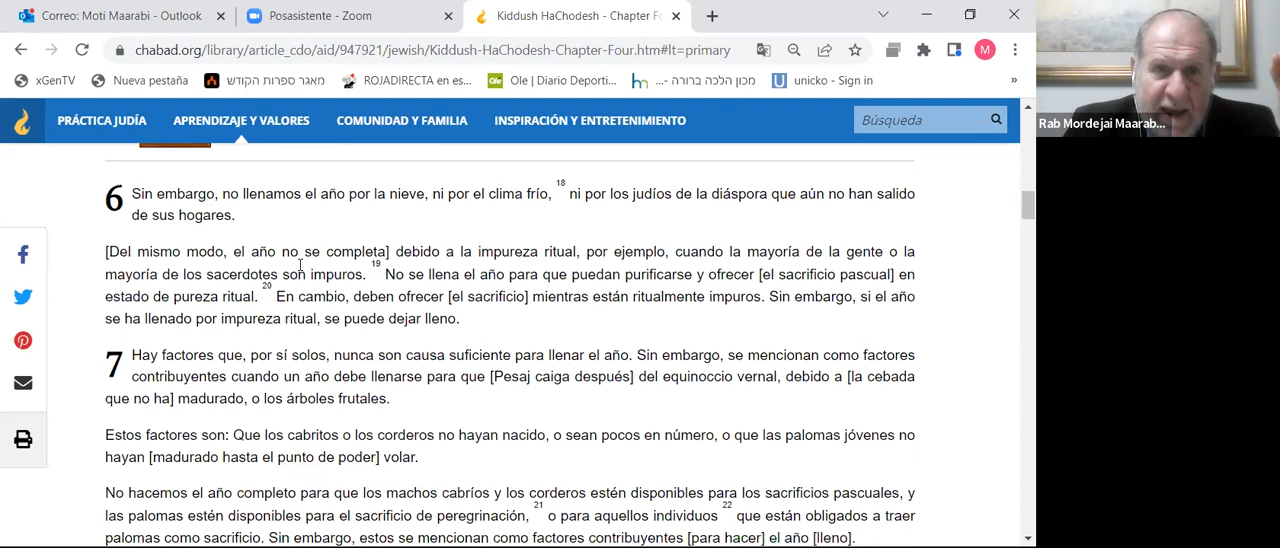 Correo: Moti Maarabi - Outlook
Posasistente - Zoom
Kiddush HaChodesh - Chapter Fo
chabad.org/library/article_cdo/aid/947921/jewish/Kiddush-HaChodesh-Chapter-Four.htm#lt=primary
M
xGenTV
Nueva pestaña
מאגר ספרות הקודש
ROJADIRECTA en es...
Ole | Diario Deporti...
מכון הלכה ברורה -...
unicko - Sign in
»
Rab Mordejai Maarab...
PRÁCTICA JUDÍA
APRENDIZAJE Y VALORES
COMUNIDAD Y FAMILIA
INSPIRACIÓN Y ENTRETENIMIENTO
Búsqueda
6 Sin embargo, no llenamos el año por la nieve, ni por el clima frío, 18 ni por los judíos de la diáspora que aún no han salido
de sus hogares.
[Del mismo modo, el año no se completa] debido a la impureza ritual, por ejemplo, cuando la mayoría de la gente o la
mayoría de los sacerdotes son impuros. 19 No se llena el año para que puedan purificarse y ofrecer [el sacrificio pascual] en
estado de pureza ritual. 20 En cambio, deben ofrecer [el sacrificio] mientras están ritualmente impuros. Sin embargo, si el año
se ha llenado por impureza ritual, se puede dejar lleno.
7 Hay factores que, por sí solos, nunca son causa suficiente para llenar el año. Sin embargo, se mencionan como factores
contribuyentes cuando un año debe llenarse para que [Pesaj caiga después] del equinoccio vernal, debido a [la cebada
que no ha] madurado, o los árboles frutales.
Estos factores son: Que los cabritos o los corderos no hayan nacido, o sean pocos en número, o que las palomas jóvenes no
hayan [madurado hasta el punto de poder] volar.
No hacemos el año completo para que los machos cabríos y los corderos estén disponibles para los sacrificios pascuales, y
las palomas estén disponibles para el sacrificio de peregrinación, 21 o para aquellos individuos 22 que están obligados a traer
palomas como sacrificio. Sin embargo, estos se mencionan como factores contribuyentes [para hacer] el año [lleno].